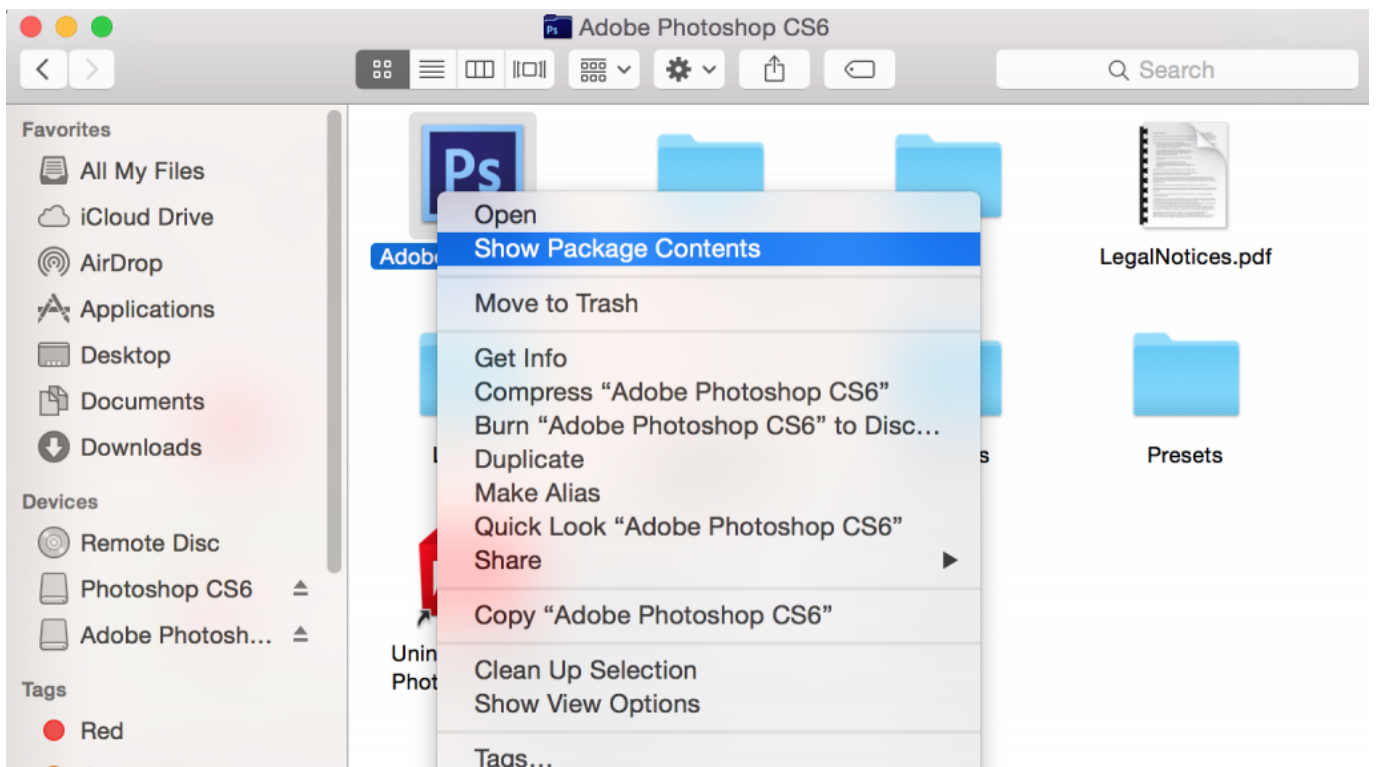 Adobe Photoshop CS6
Search
Favorites
All My Files
iCloud Drive
AirDrop
Applications
Desktop
Documents
Downloads
Devices
Remote Disc
Photoshop CS6
Adobe Photosh...
Tags
Red
Ps
LegalNotices.pdf
Presets
Open
Show Package Contents
Move to Trash
Get Info
Compress “Adobe Photoshop CS6”
Burn “Adobe Photoshop CS6” to Disc...
Duplicate
Make Alias
Quick Look “Adobe Photoshop CS6”
Share
Copy “Adobe Photoshop CS6”
Clean Up Selection
Show View Options
Tags...